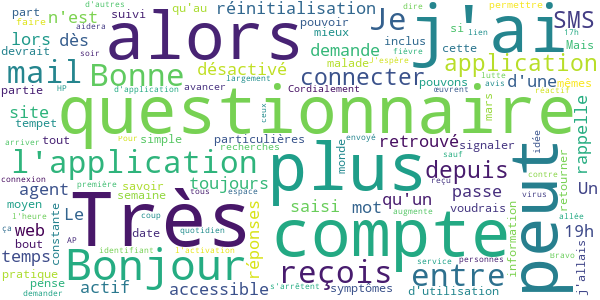 part
d'autres
faire
n'est
suivi
qu'au
aidera
soir
réinitialisation
pouvoir
mieux
Je
j'ai
dire
permettre
si
lien
17h
SMS
Mais
alors
lors
dès
devrait
demande
inclus
cette
fièvre
J'espère
malade
pouvons
d'une
mêmes
mail
Bonne
désactivé
connecter
application
partie
HP
d'application
avancer
largement
Cordialement
œuvrent
avis
lutte
réactif
site
tempet
questionnaire
ceux
mars
arriver
tout
simple
Pour
particulières
recherches
envoyé
monde
retrouvé
sauf
signaler
idée
contre
retourner
rappelle
l'application
plus
depuis
peut
connexion
première
tous
reçu
virus
agent
savoir
semaine
toujours
espace
saisi
mot
qu'un
passe
voudrais
Un
moyen
l'heure
Le
Très
coup
augmente
compte
allée
ça
web
AP
date
quotidien
réponses
information
j'allais
19h
bout
temps
constante
identifiant
l'activation
Bonjour
reçois
entre
service
personnes
Bravo
pratique
pense
demander
actif
accessible
s'arrêtent
symptômes
d'utilisation